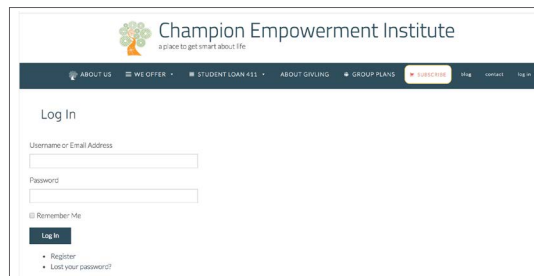 Champion Empowerment Institute
a place to get smart about life
ABOUT US WE OFFER STUDENT LOAN 411 ABOUT GIVLING GROUP PLANS SUBSCRIBE blog contact log in
Log In
Username or Email Address
Password
Remember Me
Log In
Register
Lost your password?